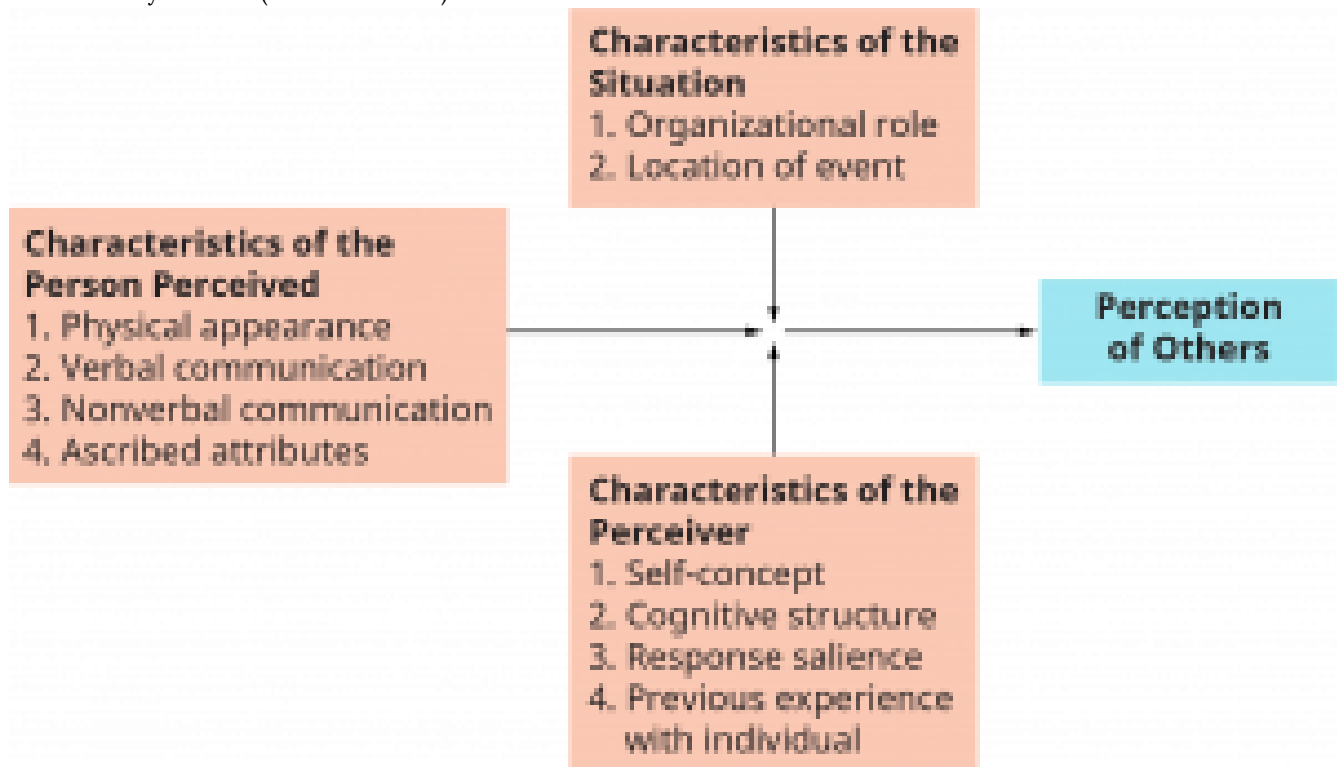 Characteristics of the
Situation
1. Organizational role
2. Location of event
Characteristics of the
Person Perceived
1. Physical appearance
2. Verbal communication
3. Nonverbal communication
4. Ascribed attributes
Perception
of Others
Characteristics of the
Perceiver
1. Self-concept
2. Cognitive structure
3. Response salience
4. Previous experience
with individual